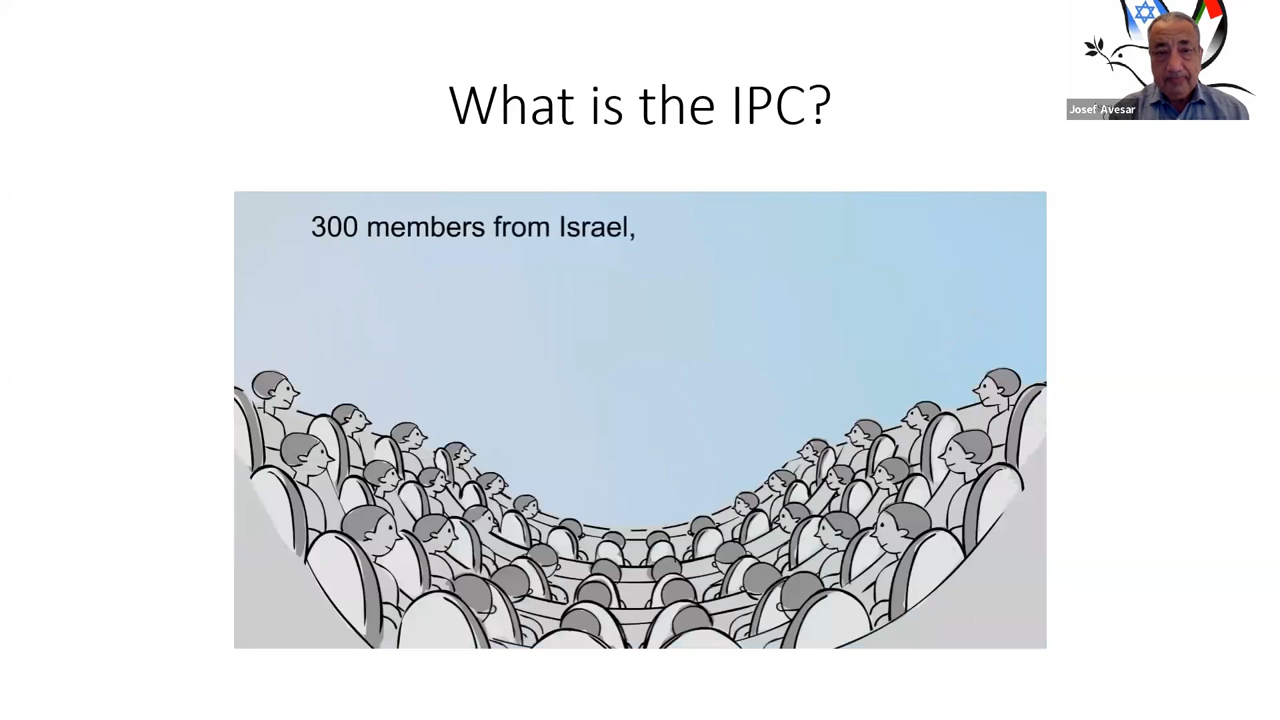 What is the IPC?
300 members from Israel,
Josef Avesar